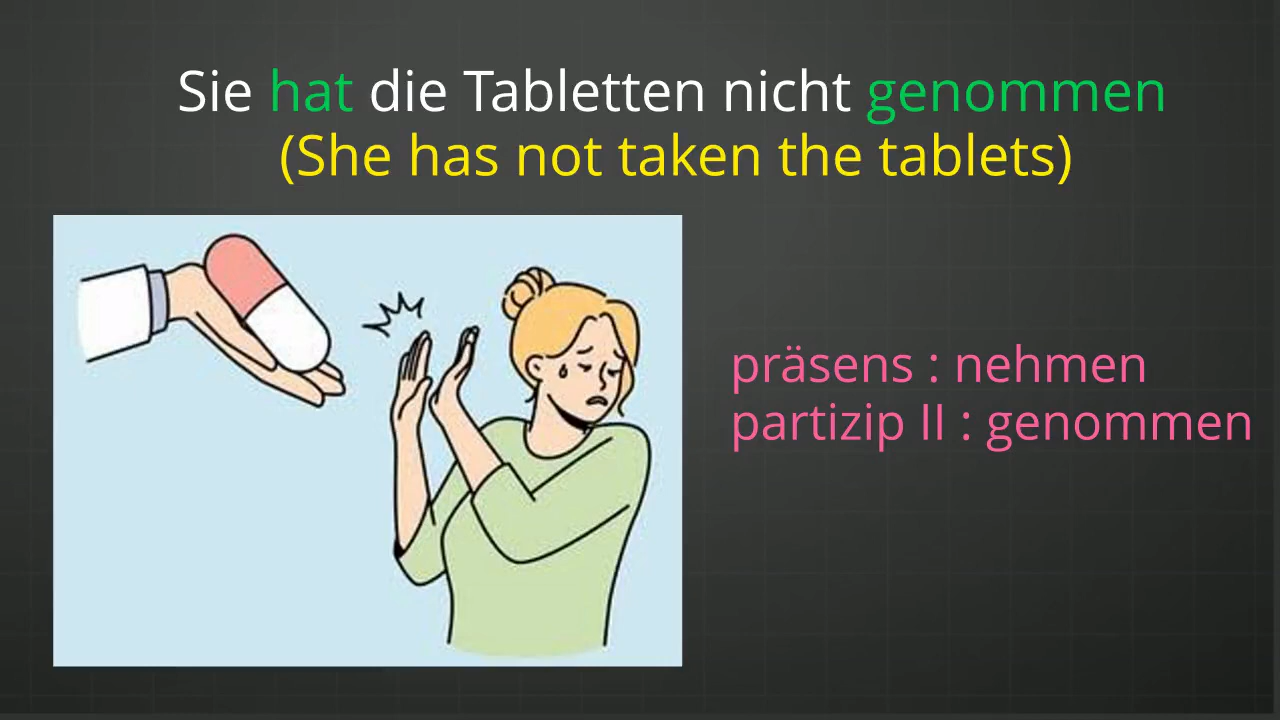 Sie hat die Tabletten nicht genommen
(She has not taken the tablets)
präsens : nehmen
partizip II : genommen